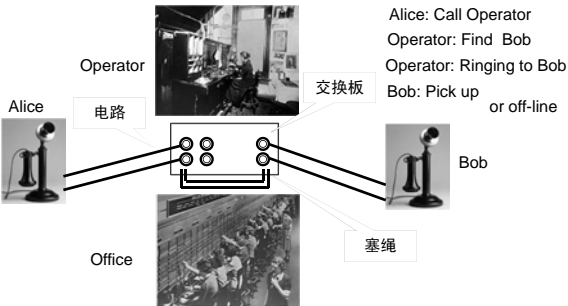 Alice: Call Operator
Operator: Find Bob
Operator: Ringing to Bob
Bob: Pick up
or off-line
Operator
交换板
Alice
电路
Bob
塞绳
Office